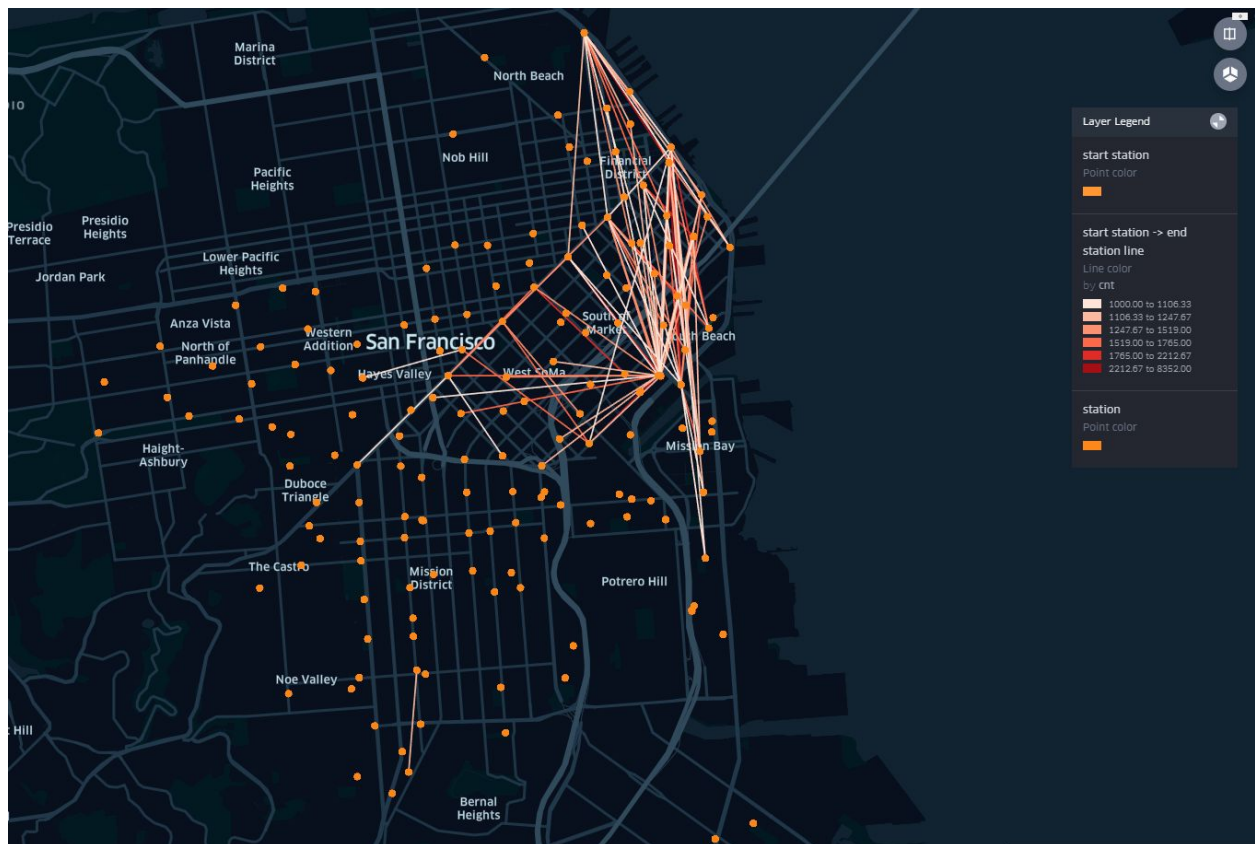 Marina
District
North Beach
DIO
Nob Hill
Financial
District
Pacific
Heights
Presidio
Terrace
Presidio
Heights
Lower Pacific
Heights
Jordan Park
Anza Vista
North of
Panhandle
Western
Addition
San Francisco
South of
Market
South Beach
Hayes Valley
West SoMa
Haight-
Ashbury
Mission Bay
Duboce
Triangle
The Castro
Mission
District
Potrero Hill
Noe Valley
Hill
Bernal
Heights
Layer Legend
start station
Point color
start station -> end
station line
Line color
by cnt
1000.00 to 1106.33
1106.33 to 1247.67
1247.67 to 1519.00
1519.00 to 1765.00
1765.00 to 2212.67
2212.67 to 8352.00
station
Point color